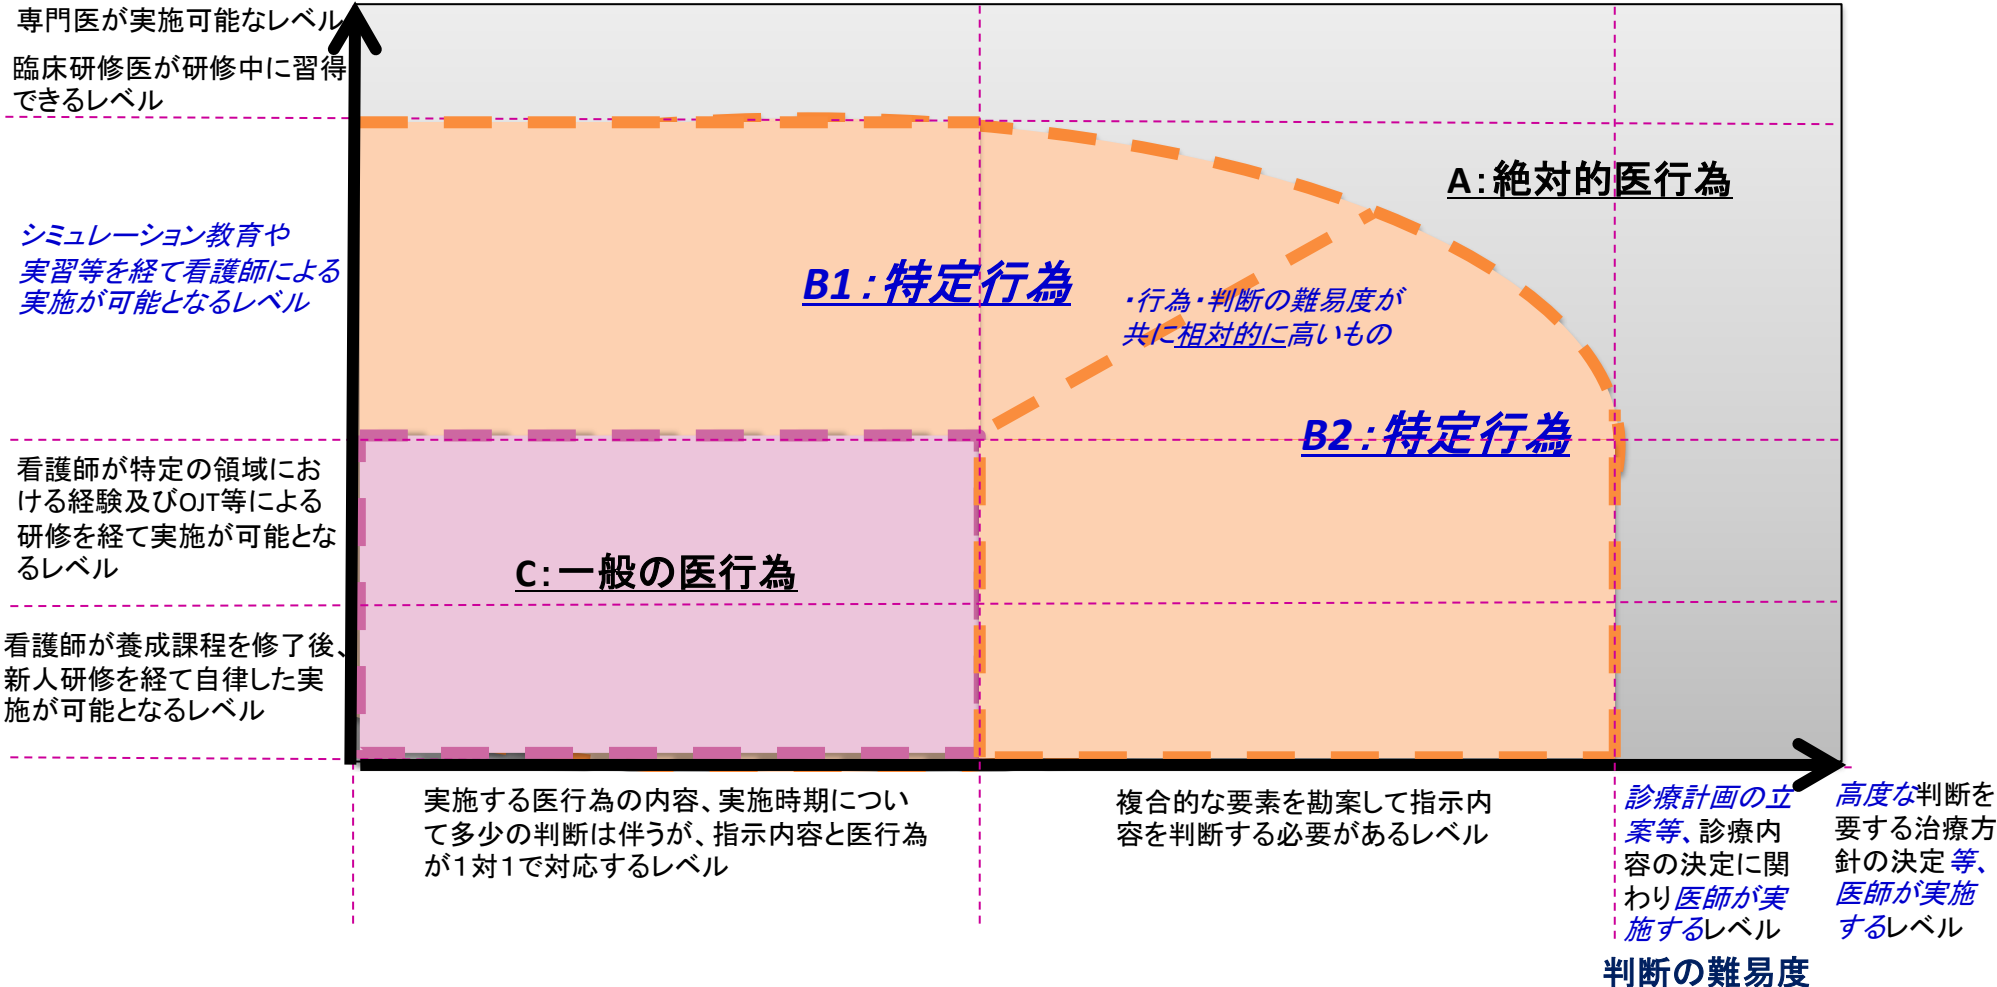 専門医が実施可能なレベル
臨床研修医が研修中に習得
できるレベル
シミュレーション教育や
実習等を経て看護師による
実施が可能となるレベル
看護師が特定の領域にお
ける経験及びOJT等による
研修を経て実施が可能とな
るレベル
看護師が養成課程を修了後、
新人研修を経て自律した実
施が可能となるレベル
A：絶対的医行為
B1：特定行為
・行為・判断の難易度が
共に相対的に高いもの
B2：特定行為
C：一般の医行為
実施する医行為の内容、実施時期につい
て多少の判断は伴うが、指示内容と医行為
が１対１で対応するレベル
複合的な要素を勘案して指示内
容を判断する必要があるレベル
診療計画の立
案等、診療内
容の決定に関
わり医師が実
施するレベル
高度な判断を
要する治療方
針の決定等、
医師が実施
するレベル
判断の難易度